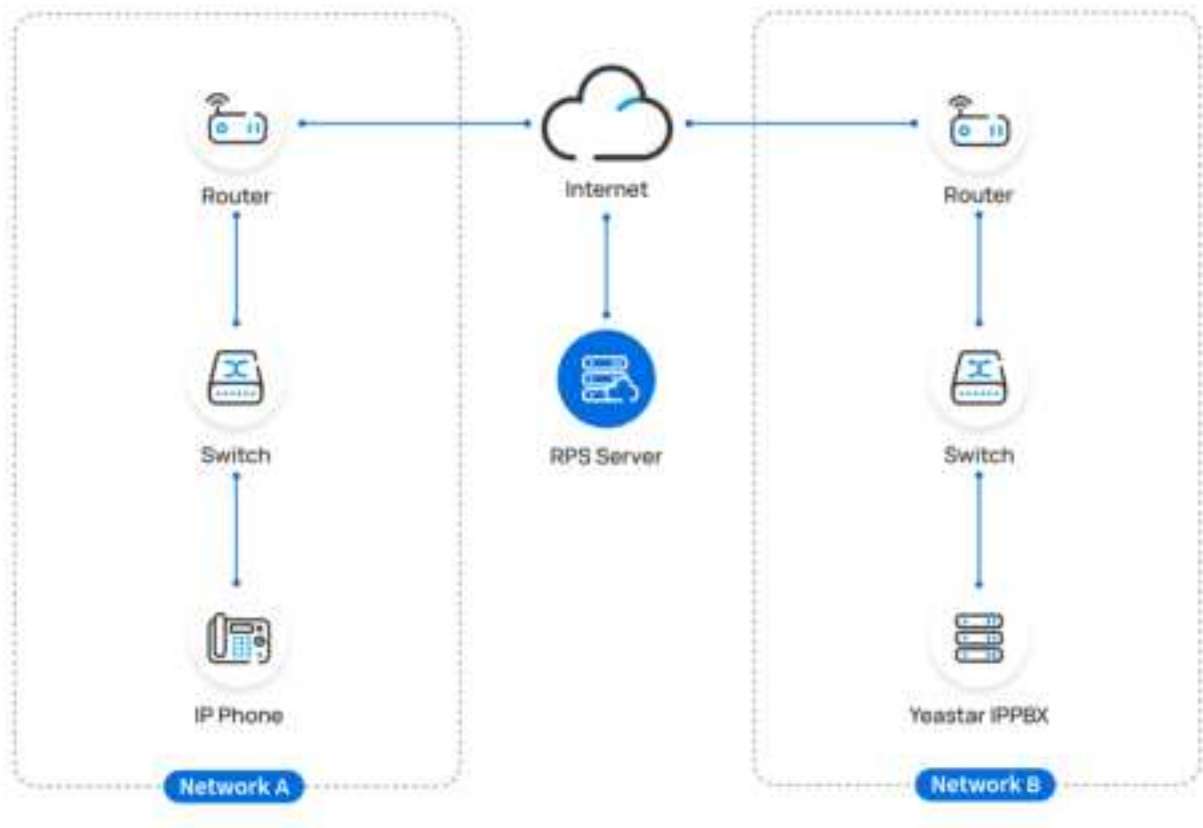 Router
Internet
Router
Switch
RPS Server
Switch
IP Phone
Yeastar IPPBX
Network A
Network B